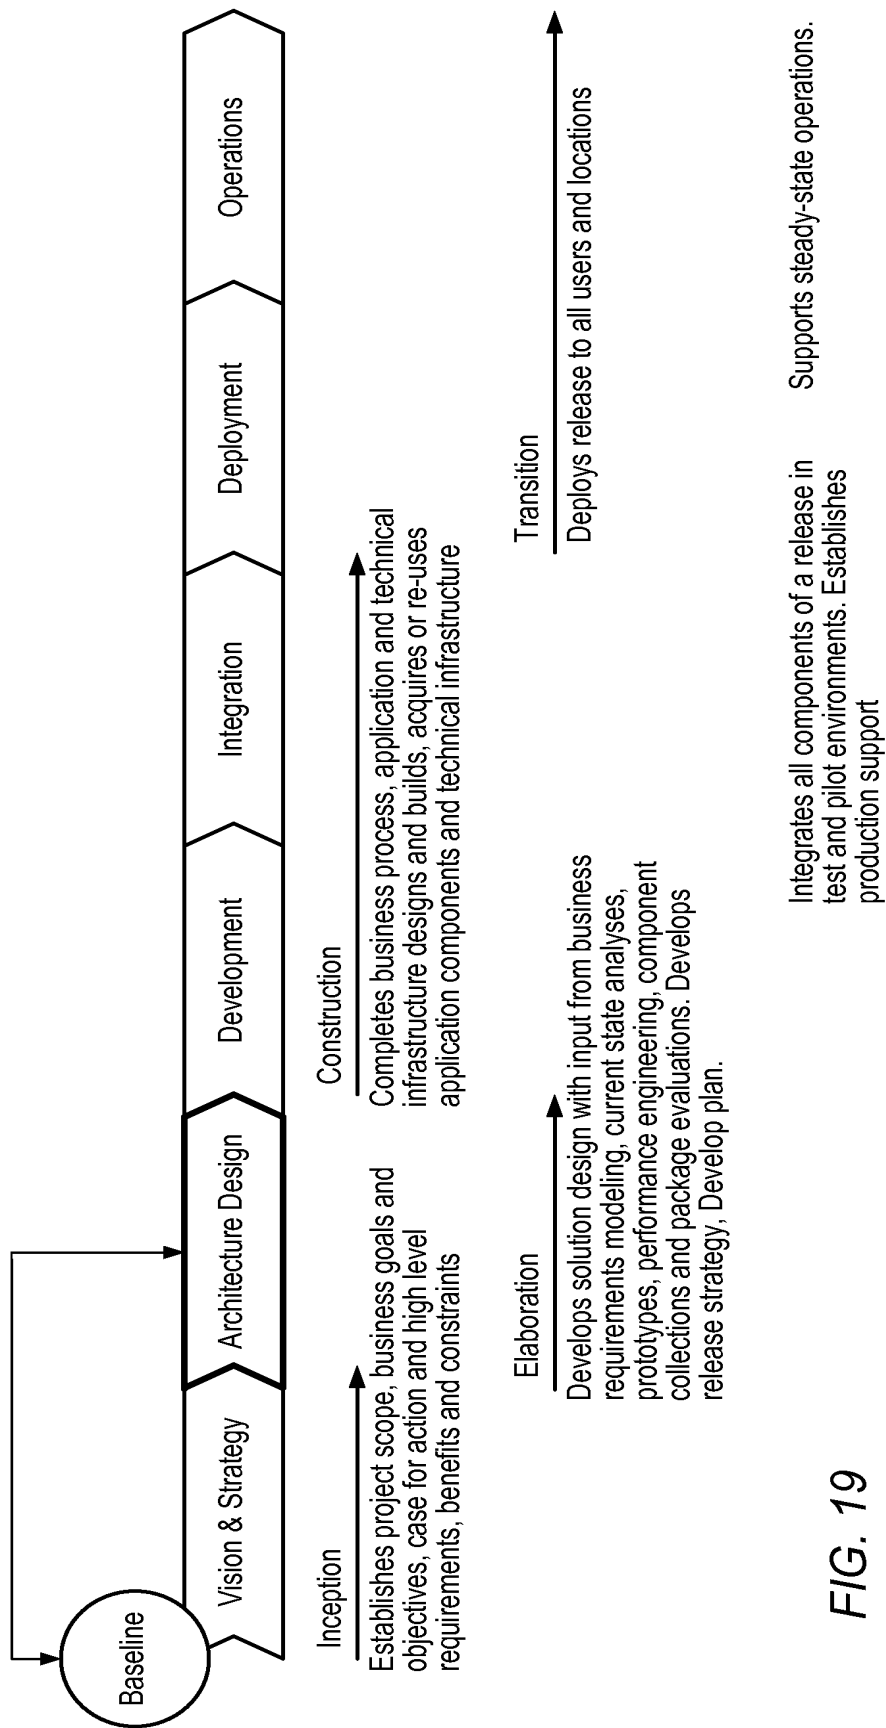 Baseline
Vision & Strategy
Architecture Design
Development
Integration
Deployment
Operations
Inception
Establishes project scope, business goals and
objectives, case for action and high level
requirements, benefits and constraints
Construction
Completes business process, application and technical
infrastructure designs and builds, acquires or re-uses
application components and technical infrastructure
Elaboration
Develops solution design with input from business
requirements modeling, current state analyses,
prototypes, performance engineering, component
collections and package evaluations. Develops
release strategy, Develop plan.
Transition
Deploys release to all users and locations
Integrates all components of a release in
test and pilot environments. Establishes
production support
Supports steady-state operations.
FIG. 19